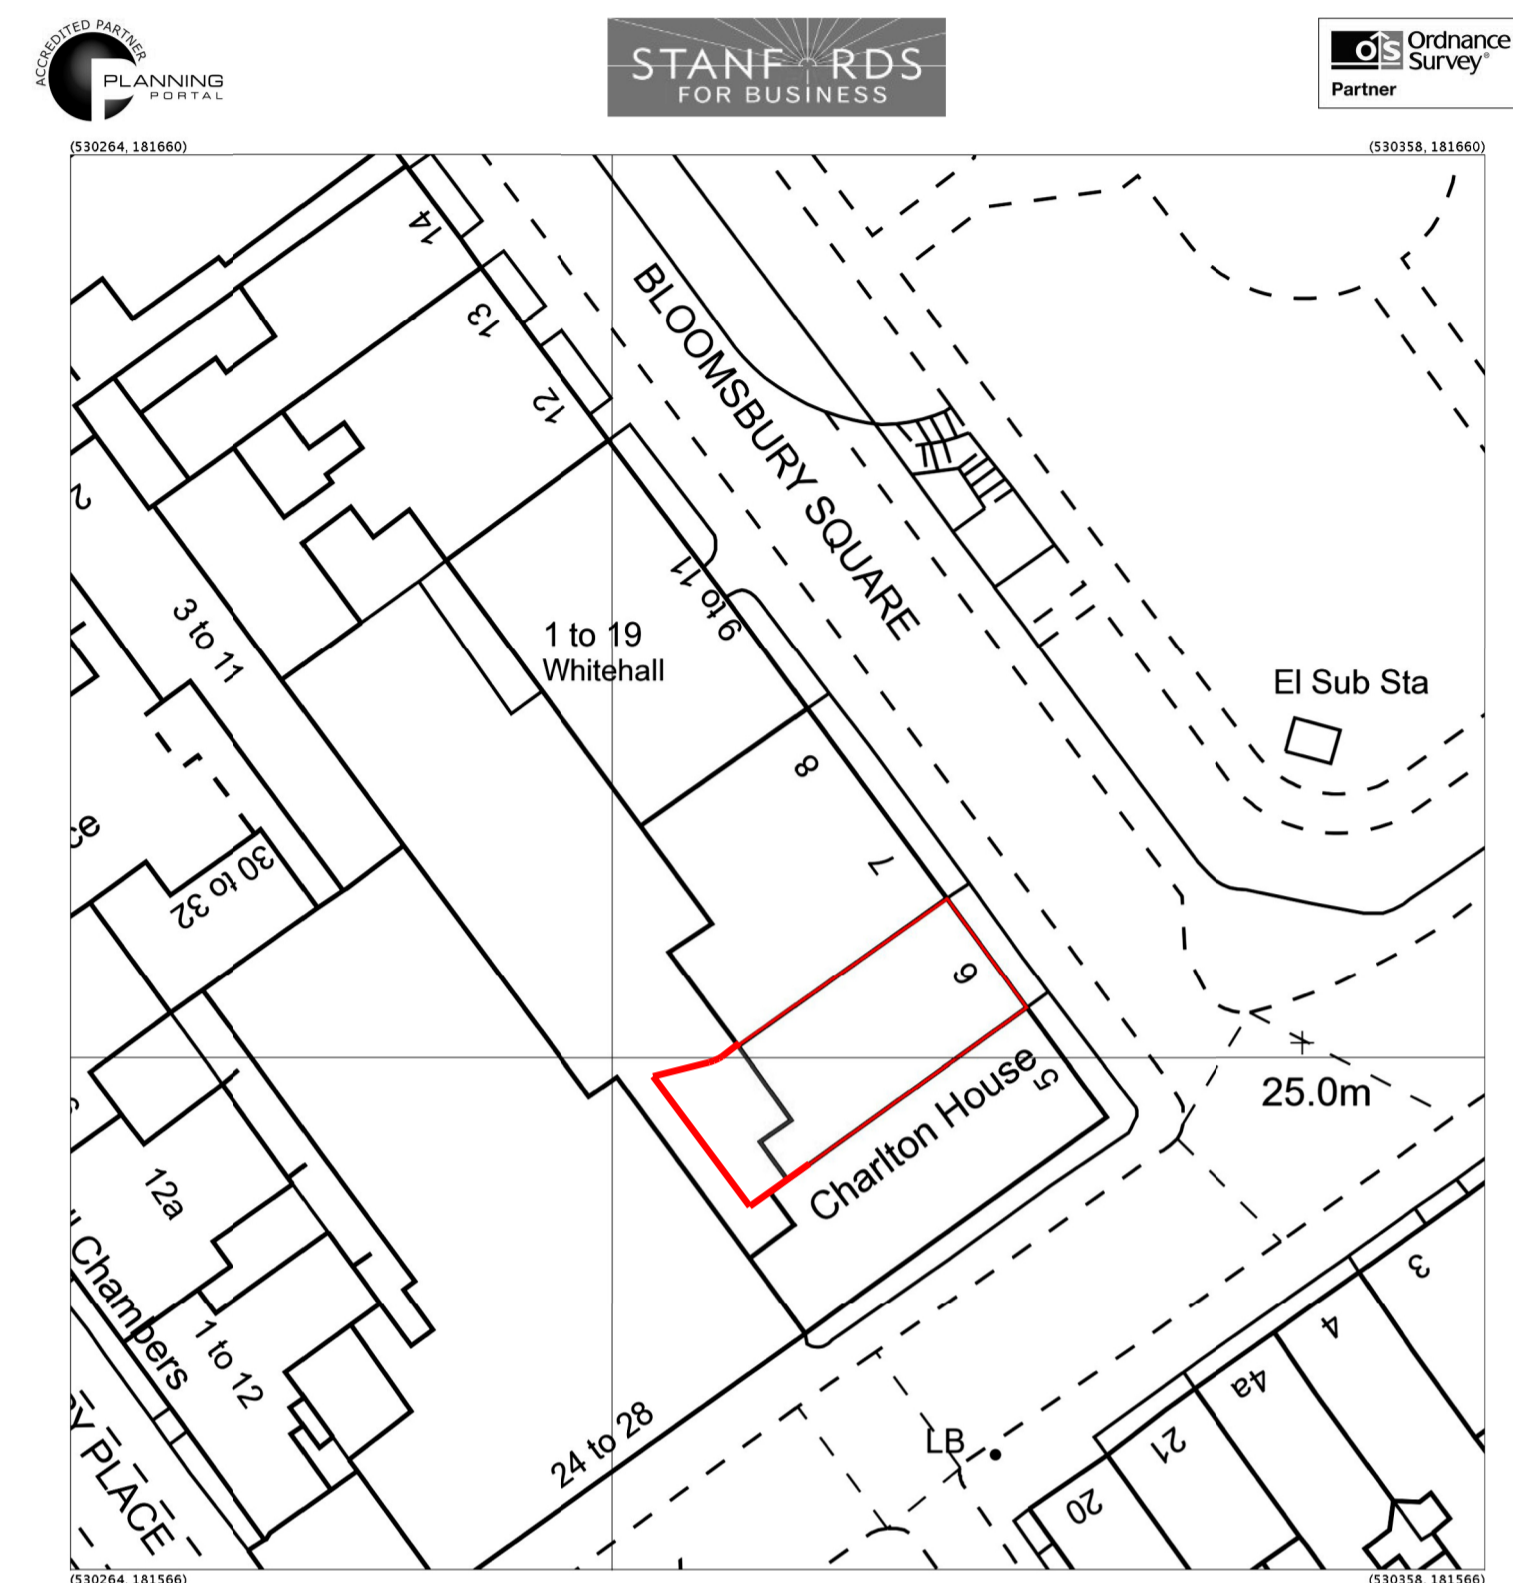 ACCREDITED PARTNER
PLANNING
PORTAL
STANFORDS
FOR BUSINESS
OS
Ordnance
Survey®
Partner
(530264, 181660)
(530358, 181660)
14
13
12
BLOOMSBURY SQUARE
2
9 to 11
3 to 11
1 to 19
Whitehall
El Sub Sta
8
7
30 to 32
6
5
Charlton House
25.0m
12a
Chambers
1 to 12
PLACE
24 to 28
LB
3
4
4a
21
20
(530264, 181566)
(530358, 181566)